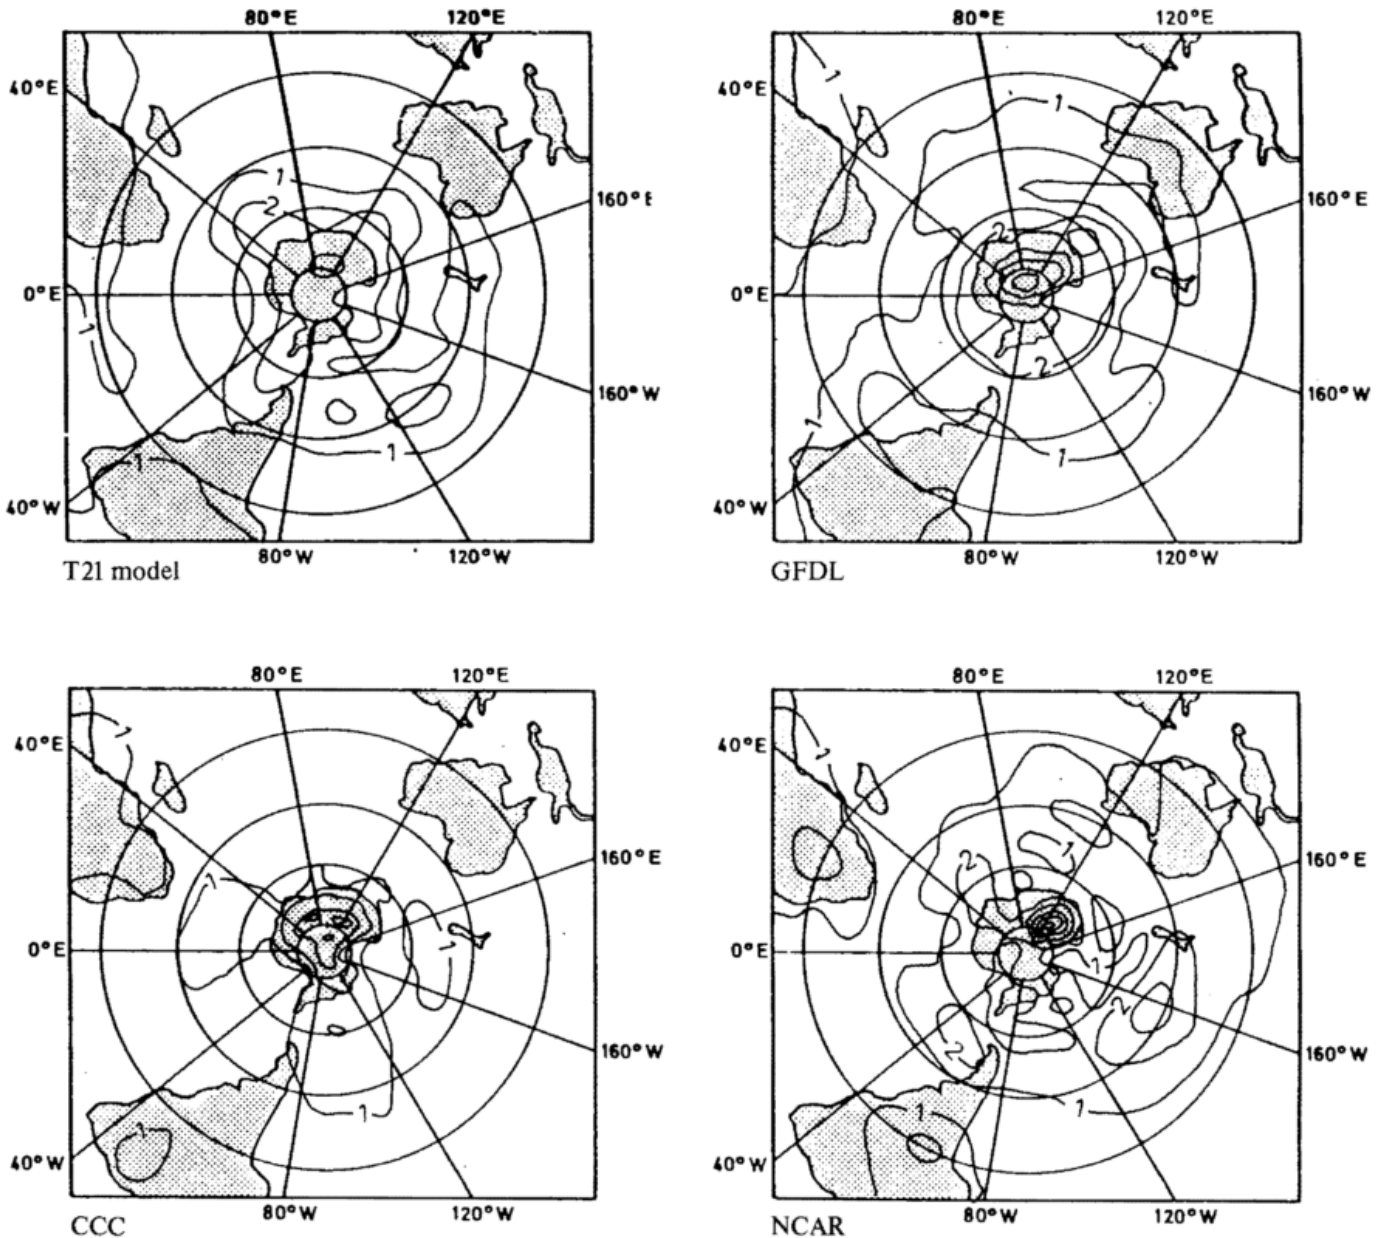 80°E 120°E 80°E 120°E
40°E 40°E
1 1
1 160°E 160°E
2 2
0°E 0°E
1 2
160°W 160°W
1 1 1
1
40°W 40°W
80°W 120°W 80°W 120°W
T21 model GFDL
80°E 120°E 80°E 120°E
40°E 1 40°E 1
1 160°E 2 1 160°E
0°E 1 0°E 1
2
160°W 2 160°W
1 1
1 1
40°W 40°W
80°W 120°W 80°W 120°W
CCC NCAR